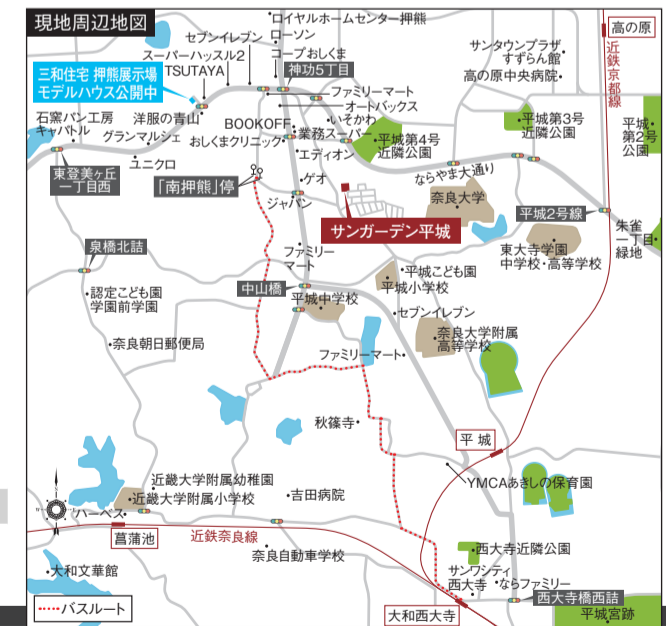 現地周辺地図
ロイヤルホームセンター押熊
ローソン
セブンイレブン
コープおしくま
スーパーハッスル2
TSUTAYA
神功5丁目
サンタウンプラザ
すずらん館
高の原中央病院
高の原
近鉄京都線
三和住宅 押熊展示場
モデルハウス公開中
ファミリーマート
オートバックス
いそかわ
石窯パン工房
キャパトル
洋服の青山
グランマルシェ
BOOKOFF
おしくまクリニック
業務スーパー
平城第4号
近隣公園
平城第3号
近隣公園
平城
第2号
公園
東登美ヶ丘
一丁目西
ユニクロ
エディオン
「南押熊」停
ゲオ
ジャパン
ならやま大通り
奈良大学
平城2号線
サンガーデン平城
朱雀
一丁目
緑地
東大寺学園
中学校・高等学校
泉橋北詰
ファミリー
マート
認定こども園
学園前学園
中山橋
平城中学校
平城こども園
平城小学校
セブンイレブン
奈良朝日郵便局
ファミリーマート
奈良大学附属
高等学校
秋篠寺
平城
YMCAあきしの保育園
近畿大学附属幼稚園
近畿大学附属小学校
ハーベス
吉田病院
菖蒲池
近鉄奈良線
奈良自動車学校
西大寺近隣公園
大和文華館
サンワシティ
西大寺
ならファミリー
西大寺橋西詰
バスルート
大和西大寺
平城宮跡